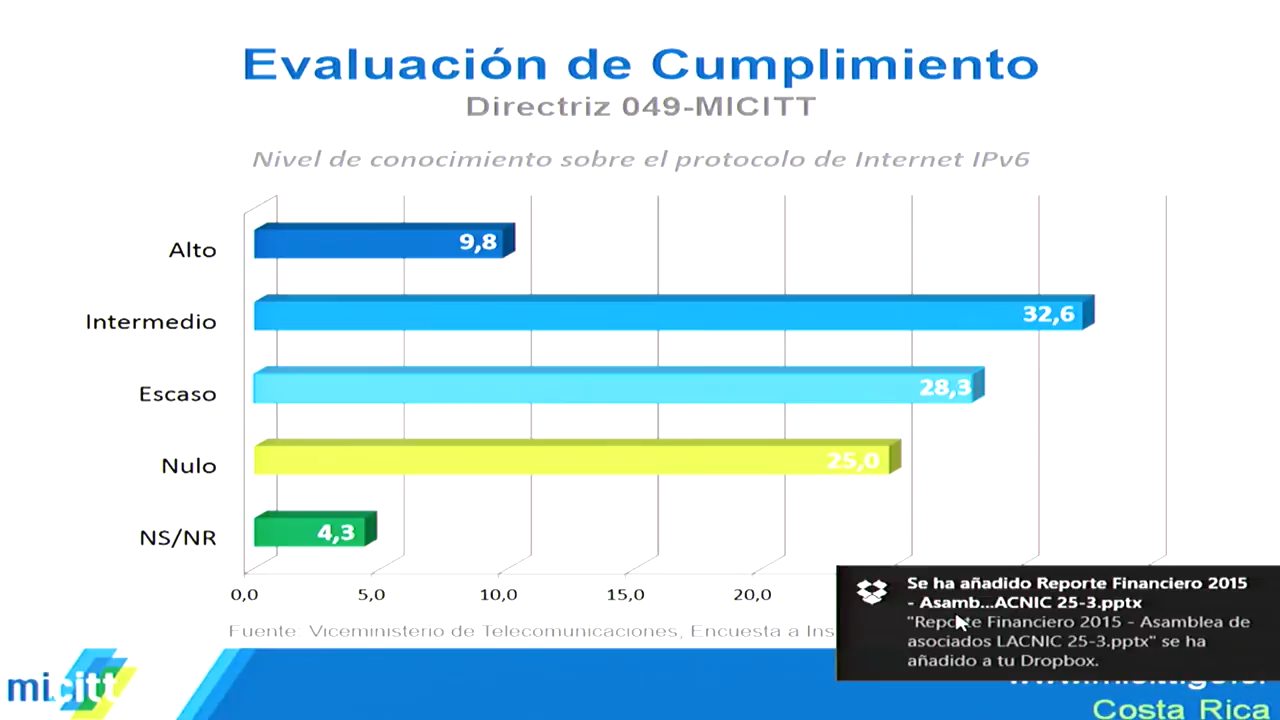 Evaluación de Cumplimiento
Directriz 049-MICITT
Nivel de conocimiento sobre el protocolo de Internet IPv6
Alto
9,8
Intermedio
32,6
Escaso
28,3
Nulo
25,0
NS/NR
4,3
0,0 5,0 10,0 15,0 20,0
Fuente: Viceministerio de Telecomunicaciones, Encuesta a Ins
Se ha añadido Reporte Financiero 2015
- Asamb...ACNIC 25-3.pptx
"Reporte Financiero 2015 - Asamblea de
asociados LACNIC 25-3.pptx" se ha
añadido a tu Dropbox.
micitt
Costa Rica